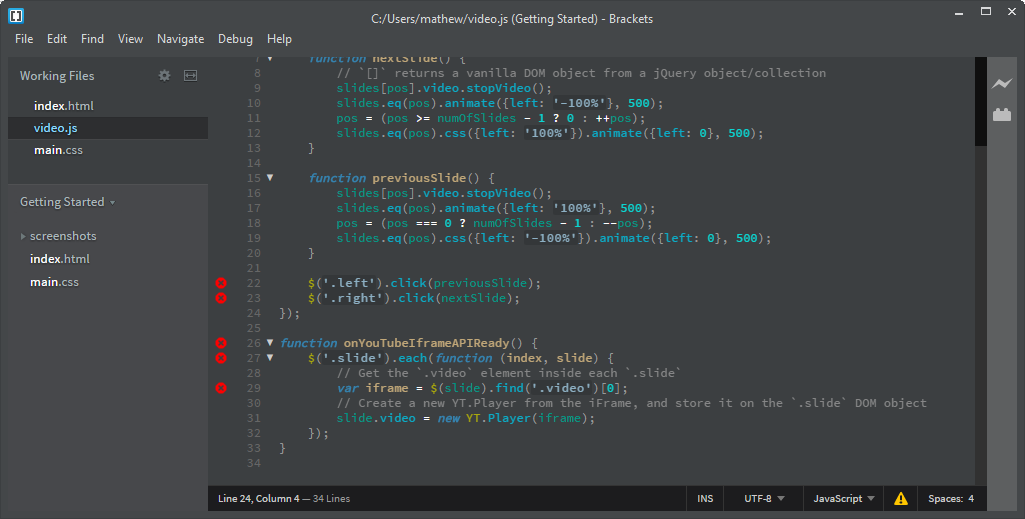 C:/Users/mathew/video.js (Getting Started) - Brackets
File Edit Find View Navigate Debug Help
Working Files
index.html
video.js
main.css
Getting Started
screenshots
index.html
main.css
7 function nextSlide() {
8 // `[]` returns a vanilla DOM object from a jQuery object/collection
9 slides[pos].video.stopVideo();
10 slides.eq(pos).animate({left: '-100%'}, 500);
11 pos = (pos >= numOfSlides - 1 ? 0 : ++pos);
12 slides.eq(pos).css({left: '100%'}).animate({left: 0}, 500);
13 }
14
15 function previousSlide() {
16 slides[pos].video.stopVideo();
17 slides.eq(pos).animate({left: '100%'}, 500);
18 pos = (pos === 0 ? numOfSlides - 1 : --pos);
19 slides.eq(pos).css({left: '-100%'}).animate({left: 0}, 500);
20 }
21
22 $('.left').click(previousSlide);
23 $('.right').click(nextSlide);
24 });
25
26 function onYouTubeIframeAPIReady() {
27 $('.slide').each(function (index, slide) {
28 // Get the `.video` element inside each `.slide`
29 var iframe = $(slide).find('.video')[0];
30 // Create a new YT.Player from the iFrame, and store it on the `.slide` DOM object
31 slide.video = new YT.Player(iframe);
32 });
33 }
34
Line 24, Column 4 — 34 Lines
INS UTF-8 JavaScript Spaces: 4